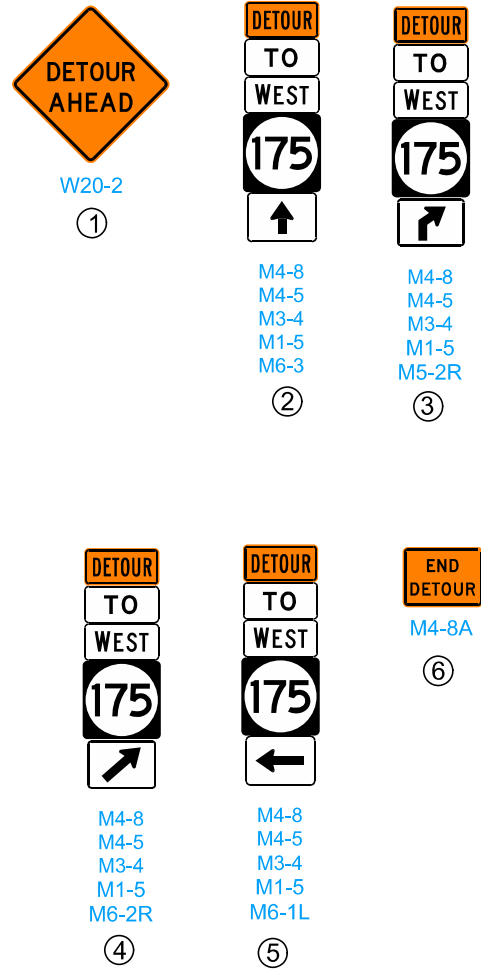 DETOUR
AHEAD
W20-2
1
DETOUR
TO
WEST
175
M4-8
M4-5
M3-4
M1-5
M6-3
2
DETOUR
TO
WEST
175
M4-8
M4-5
M3-4
M1-5
M5-2R
3
DETOUR
TO
WEST
175
M4-8
M4-5
M3-4
M1-5
M6-2R
4
DETOUR
TO
WEST
175
M4-8
M4-5
M3-4
M1-5
M6-1L
5
END
DETOUR
M4-8A
6